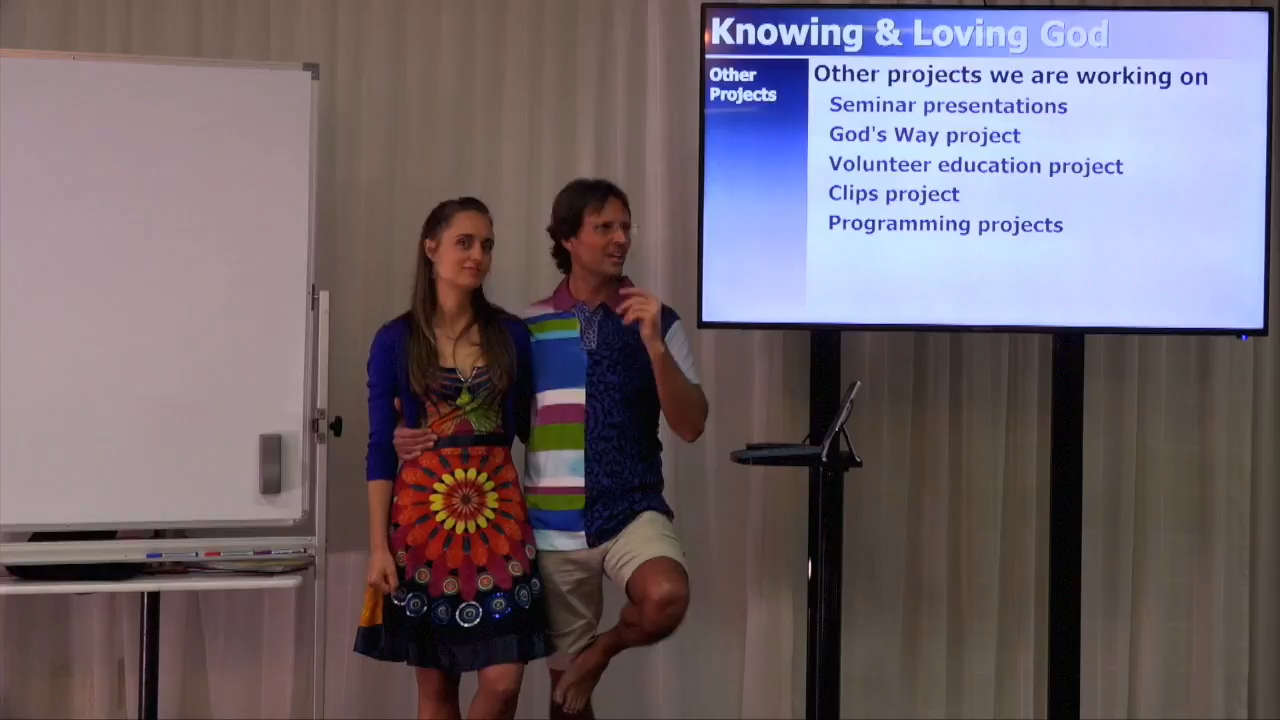 Knowing & Loving God
Other
Projects
Other projects we are working on
Seminar presentations
God's Way project
Volunteer education project
Clips project
Programming projects